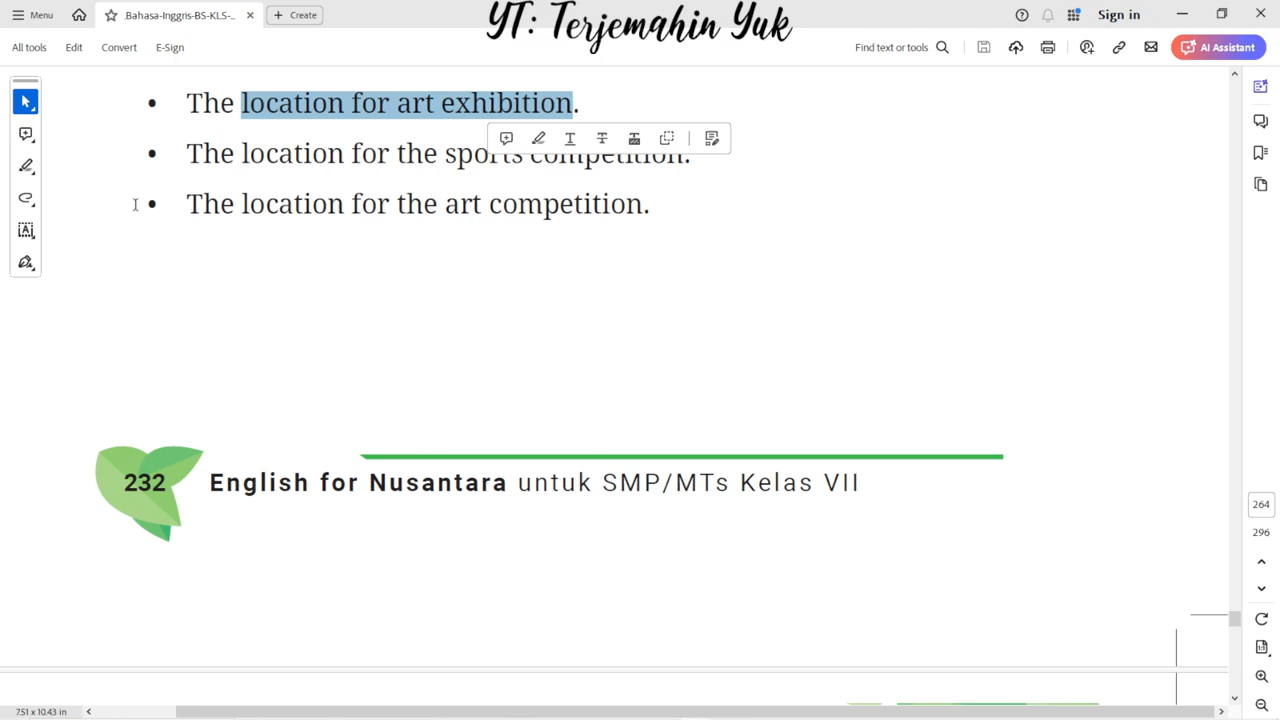 Menu
.Bahasa-Inggris-BS-KLS-...
Create
YT: Terjemahin Yuk
Sign in
All tools
Edit
Convert
E-Sign
Find text or tools
AI Assistant
• The location for art exhibition.
• The location for the sports competition.
• The location for the art competition.
232
English for Nusantara untuk SMP/MTs Kelas VII
264
296
7.51 x 10.43 in